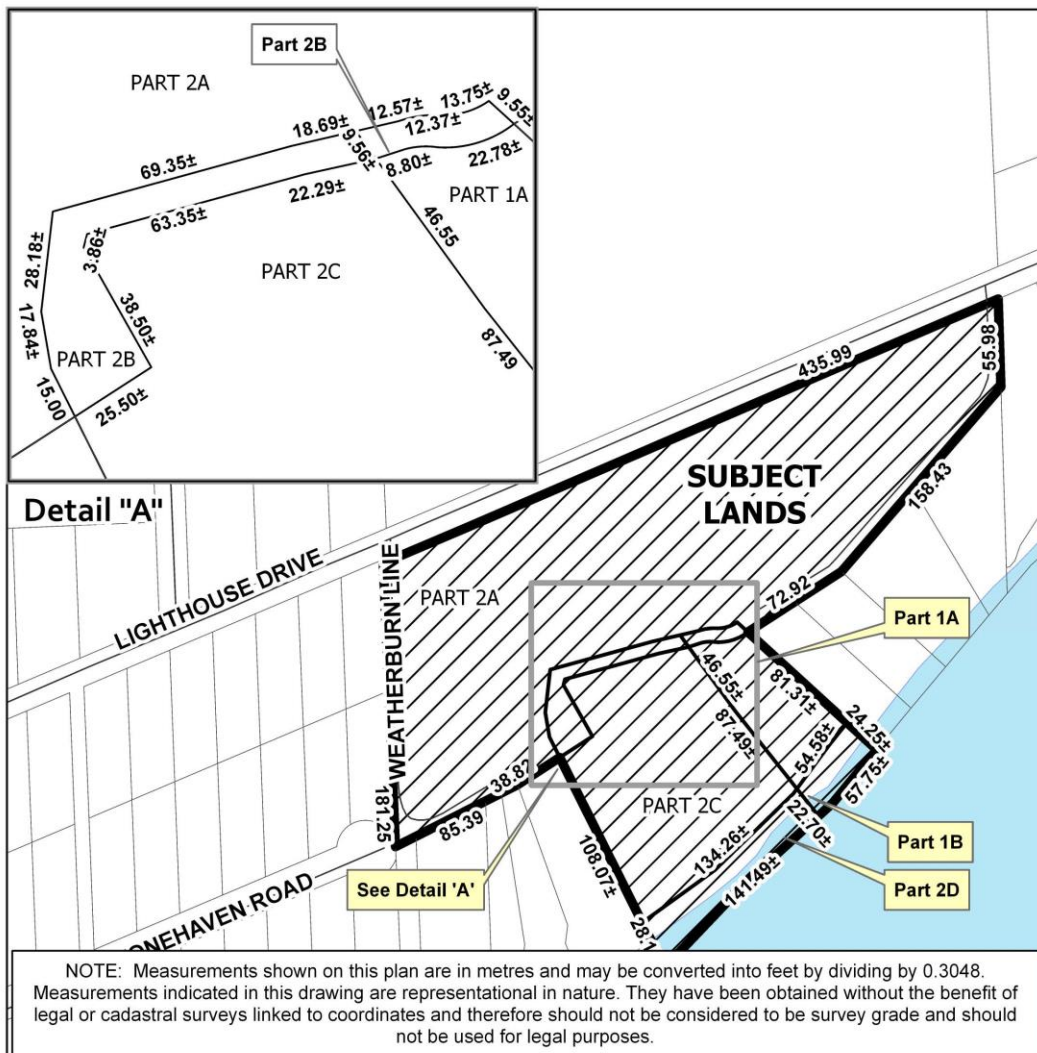 Part 2B
PART 2A
69.35±
18.69±
9.56±
12.57±
13.75±
9.55±
12.37±
8.80±
22.78±
22.29±
63.35±
PART 1A
46.55
PART 2C
87.49
28.18±
3.86±
38.50±
17.84±
PART 2B
15.00
25.50±
Detail "A"
435.99
55.98
SUBJECT
LANDS
158.43
LIGHTHOUSE DRIVE
WEATHERBURN LINE
PART 2A
72.92
Part 1A
46.55±
81.31±
87.49±
24.25±
54.58±
57.75±
38.82
181.25
85.39
PART 2C
22.70±
Part 1B
134.26±
141.49±
Part 2D
See Detail 'A'
108.07±
28.1
ONEHAVEN ROAD
NOTE: Measurements shown on this plan are in metres and may be converted into feet by dividing by 0.3048.
Measurements indicated in this drawing are representational in nature. They have been obtained without the benefit of
legal or cadastral surveys linked to coordinates and therefore should not be considered to be survey grade and should
not be used for legal purposes.